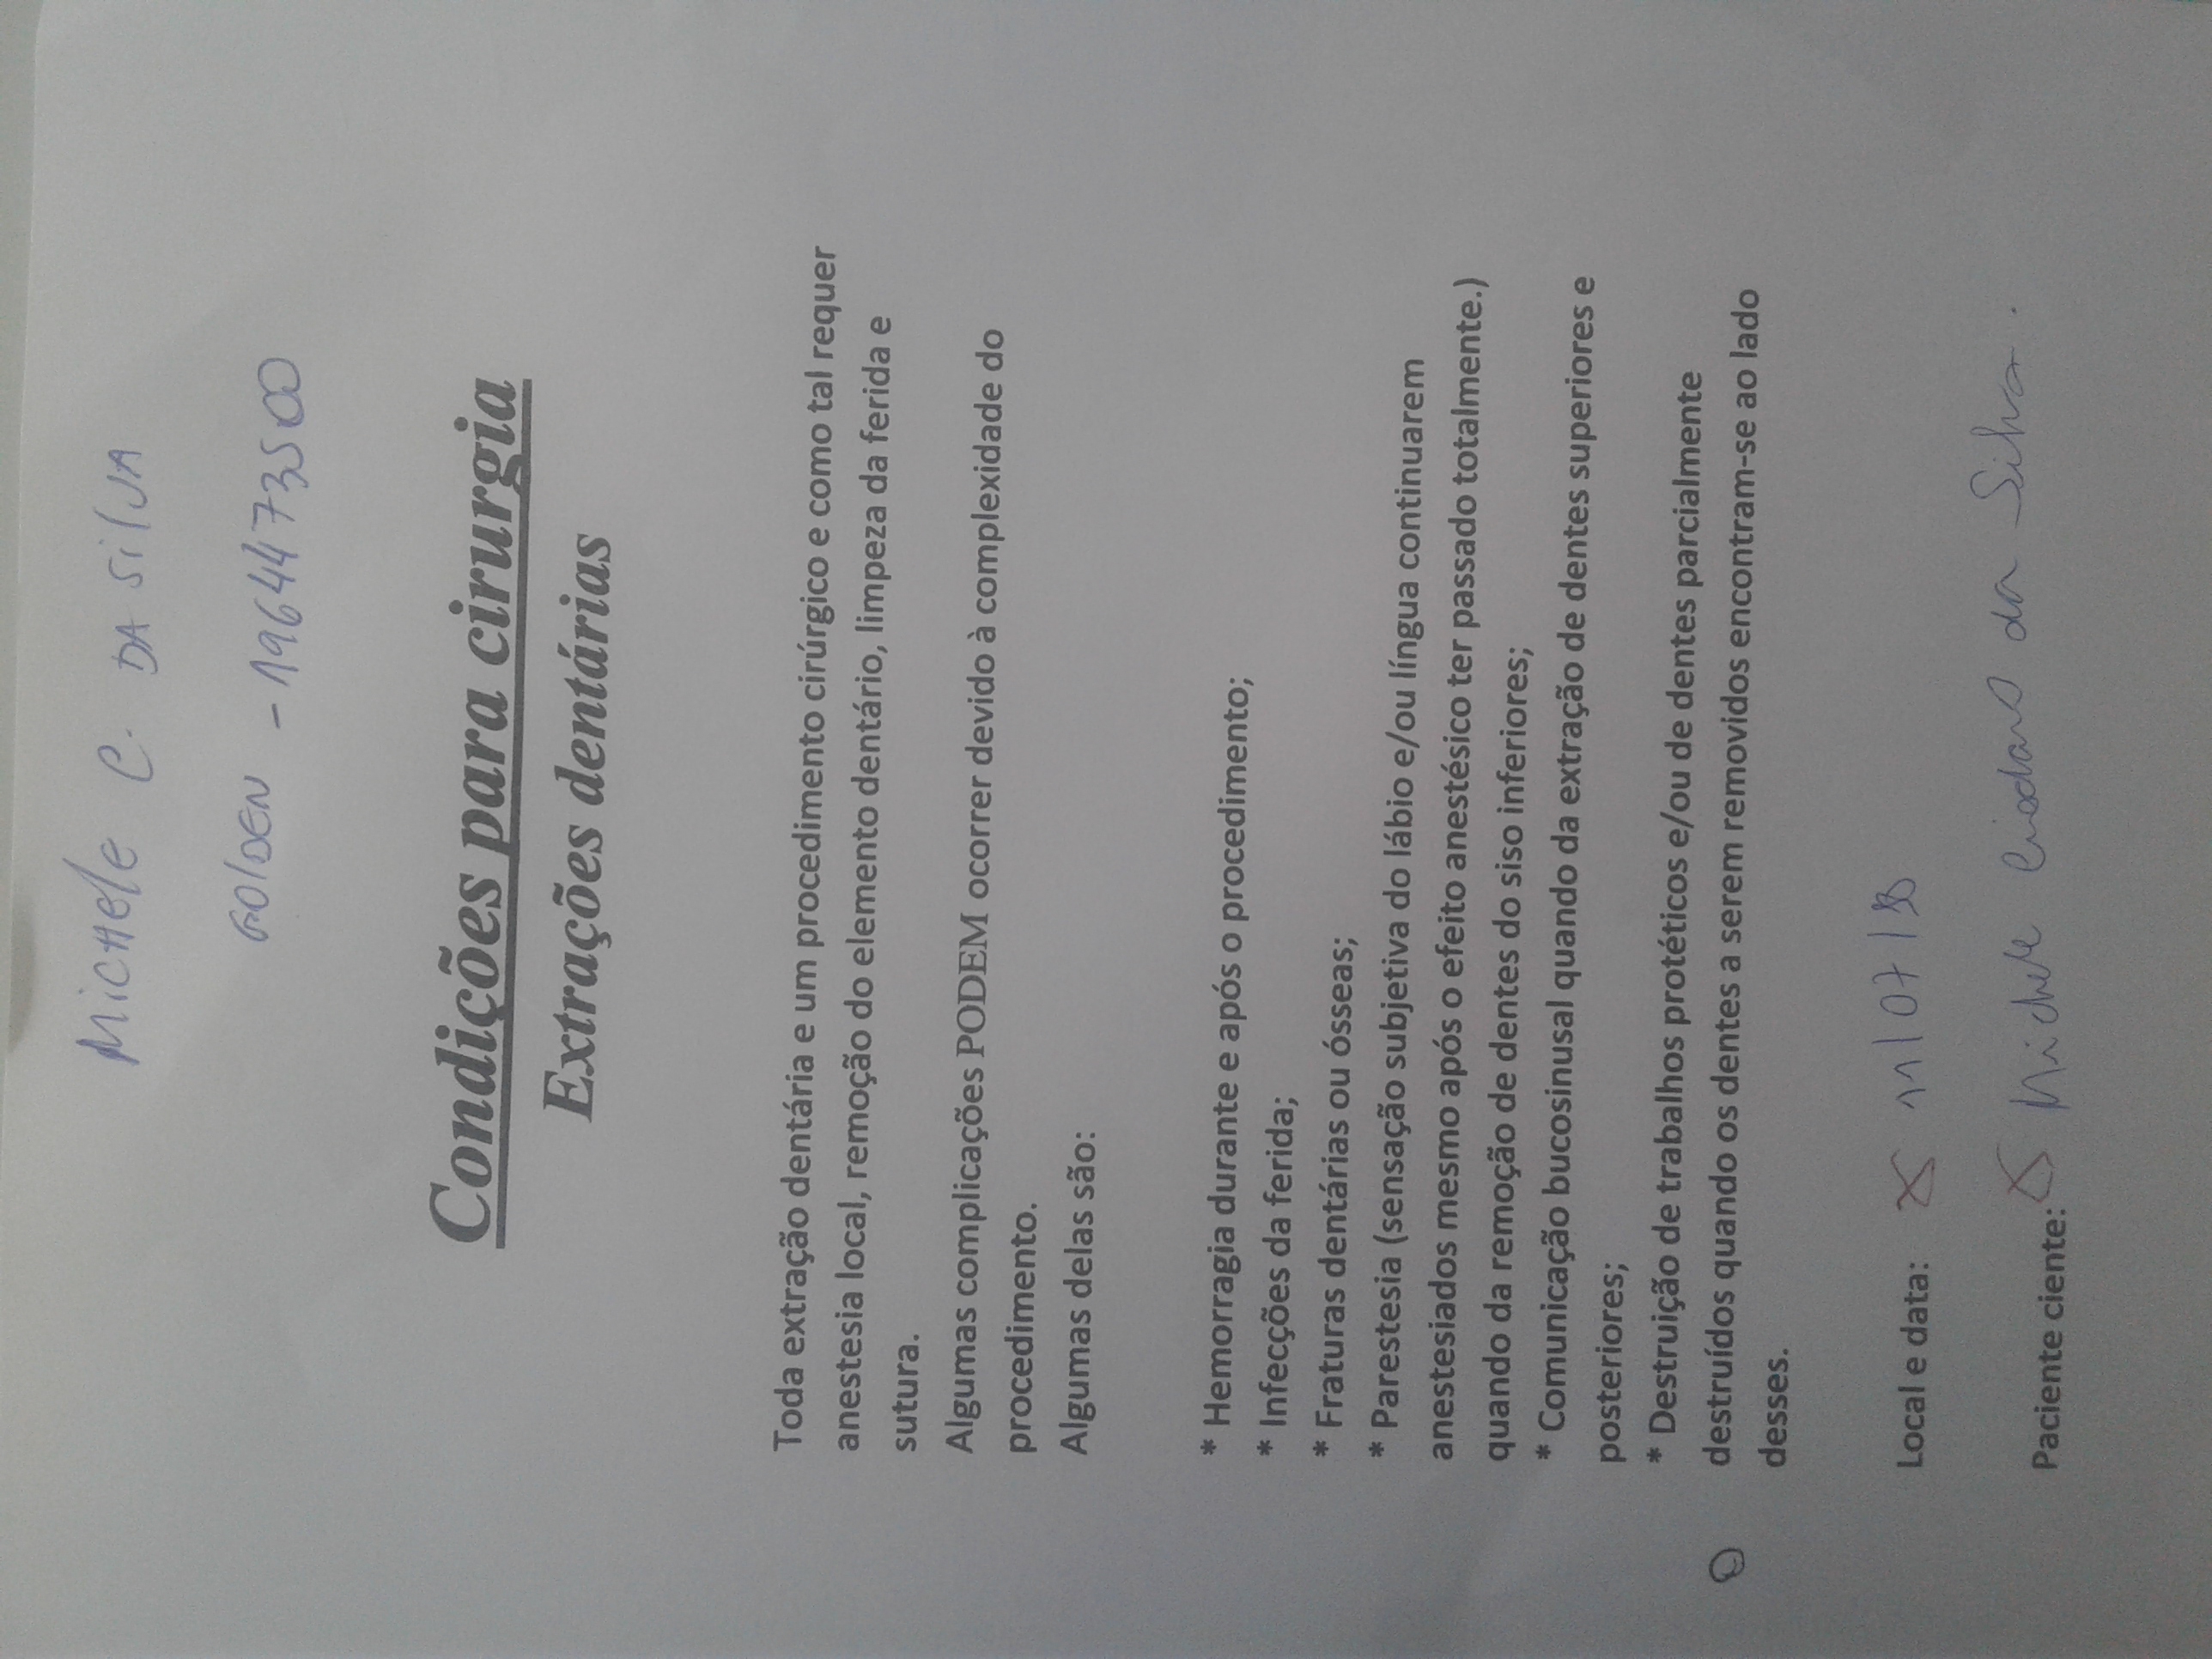 MICHELE C. DA SILVA
GOLDEN - 1964473500
Condições para cirurgia
Extrações dentárias
Toda extração dentária e um procedimento cirúrgico e como tal requer
anestesia local, remoção do elemento dentário, limpeza da ferida e
sutura.
Algumas complicações PODEM ocorrer devido à complexidade do
procedimento.
Algumas delas são:
* Hemorragia durante e após o procedimento;
* Infecções da ferida;
* Fraturas dentárias ou ósseas;
* Parestesia (sensação subjetiva do lábio e/ou língua continuarem
anestesiados mesmo após o efeito anestésico ter passado totalmente.)
quando da remoção de dentes do siso inferiores;
* Comunicação bucosinusal quando da extração de dentes superiores e
posteriores;
* Destruição de trabalhos protéticos e/ou de dentes parcialmente
destruídos quando os dentes a serem removidos encontram-se ao lado
desses.
Local e data: X 11/07/
Paciente ciente: X Michele da Silva.